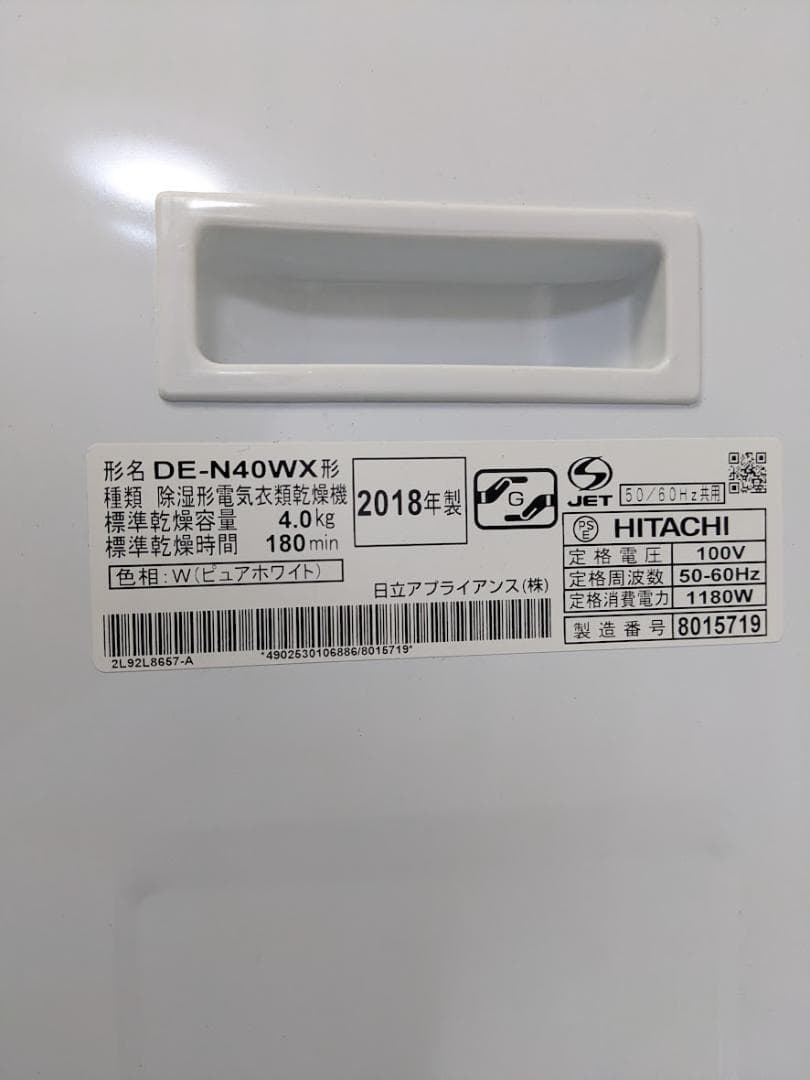 形名 DE-N40WX形
種類 除湿形電気衣類乾燥機
標準乾燥容量 4.0kg
標準乾燥時間 180min
色相:W(ピュアホワイト)
2018年製
G
JET
50/60Hz共用
PS
E
HITACHI
定格電圧 100V
定格周波数 50-60Hz
定格消費電力 1180W
製造番号 8015719
日立アプライアンス(株)
2L92L8657-A
*4902530106886/8015719*